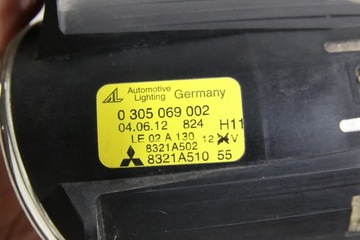 AL Automotive Lighting Germany
0 305 069 002
04.06.12 824 H11
LE 02 A 130 12 V
8321A502
8321A510 55